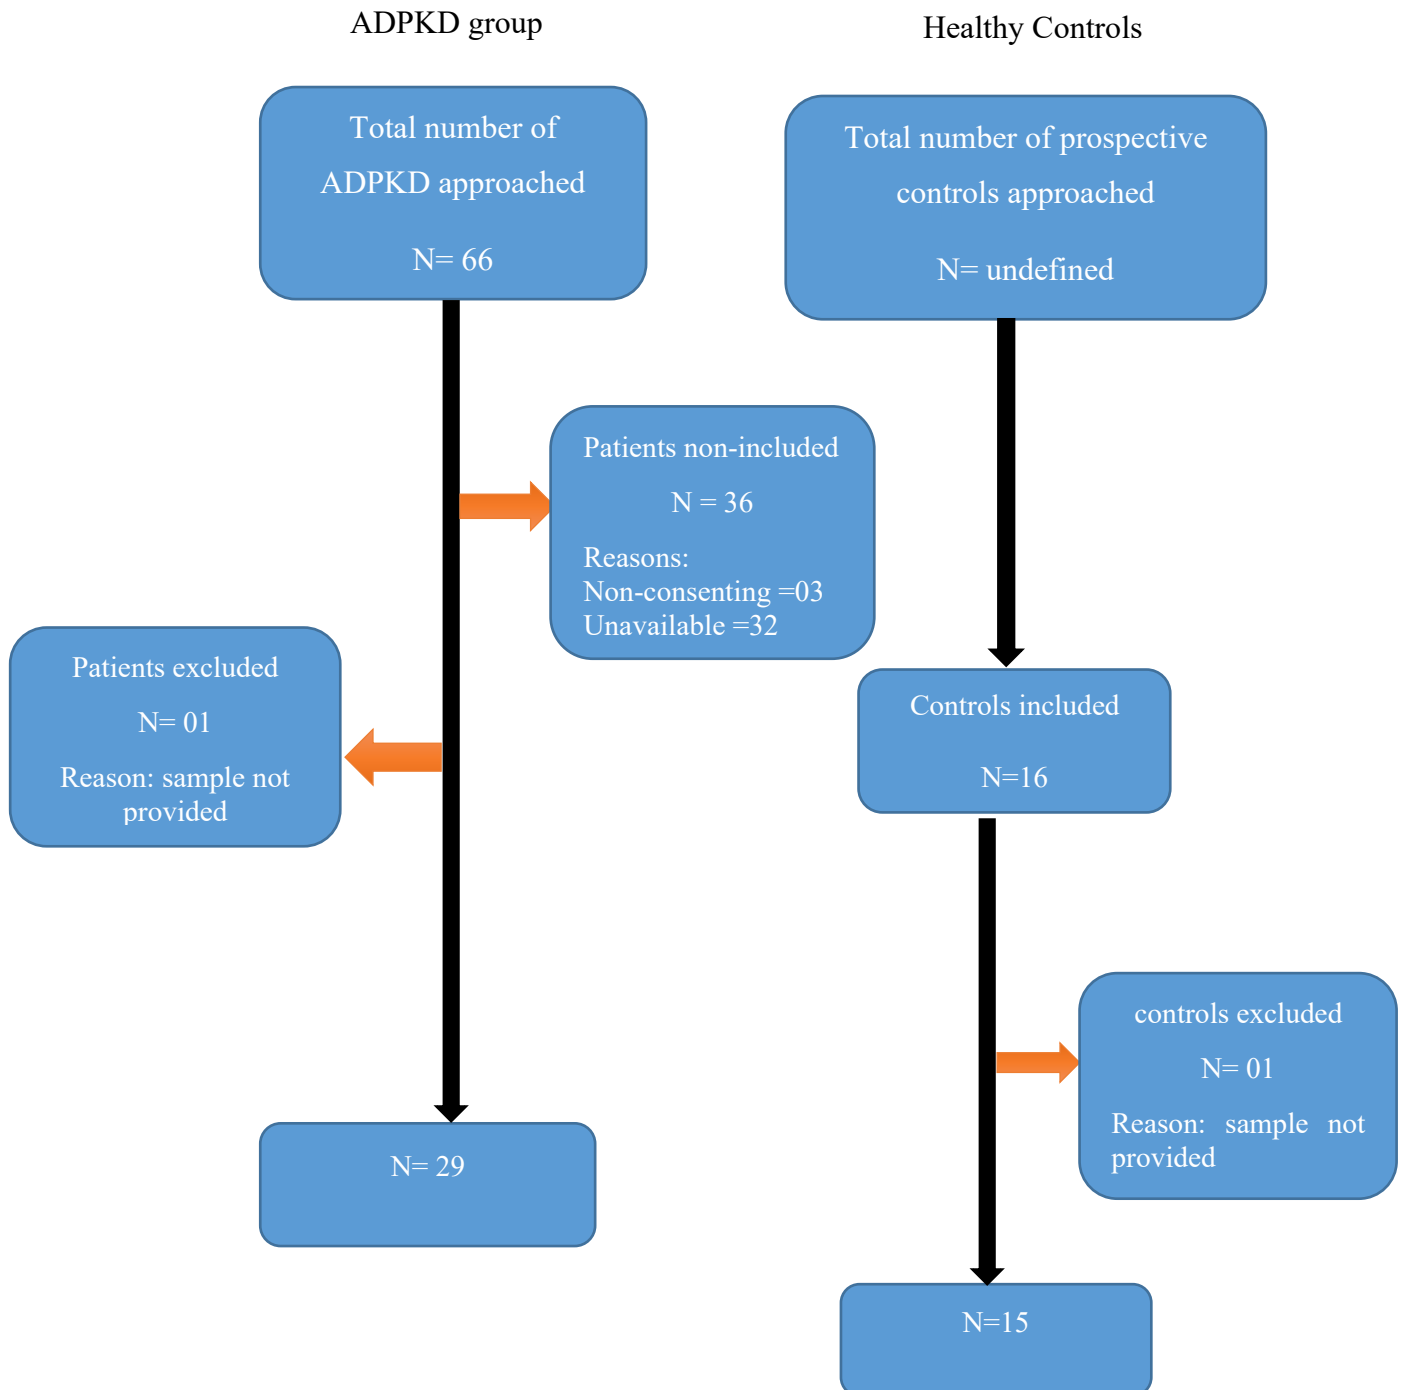 ADPKD group
Healthy Controls
Total number of
ADPKD approached
N= 66
Total number of prospective
controls approached
N= undefined
Patients non-included
N = 36
Reasons:
Non-consenting =03
Unavailable =32
Patients excluded
N= 01
Reason: sample not
provided
Controls included
N=16
controls excluded
N= 01
Reason: sample not
provided
N= 29
N=15